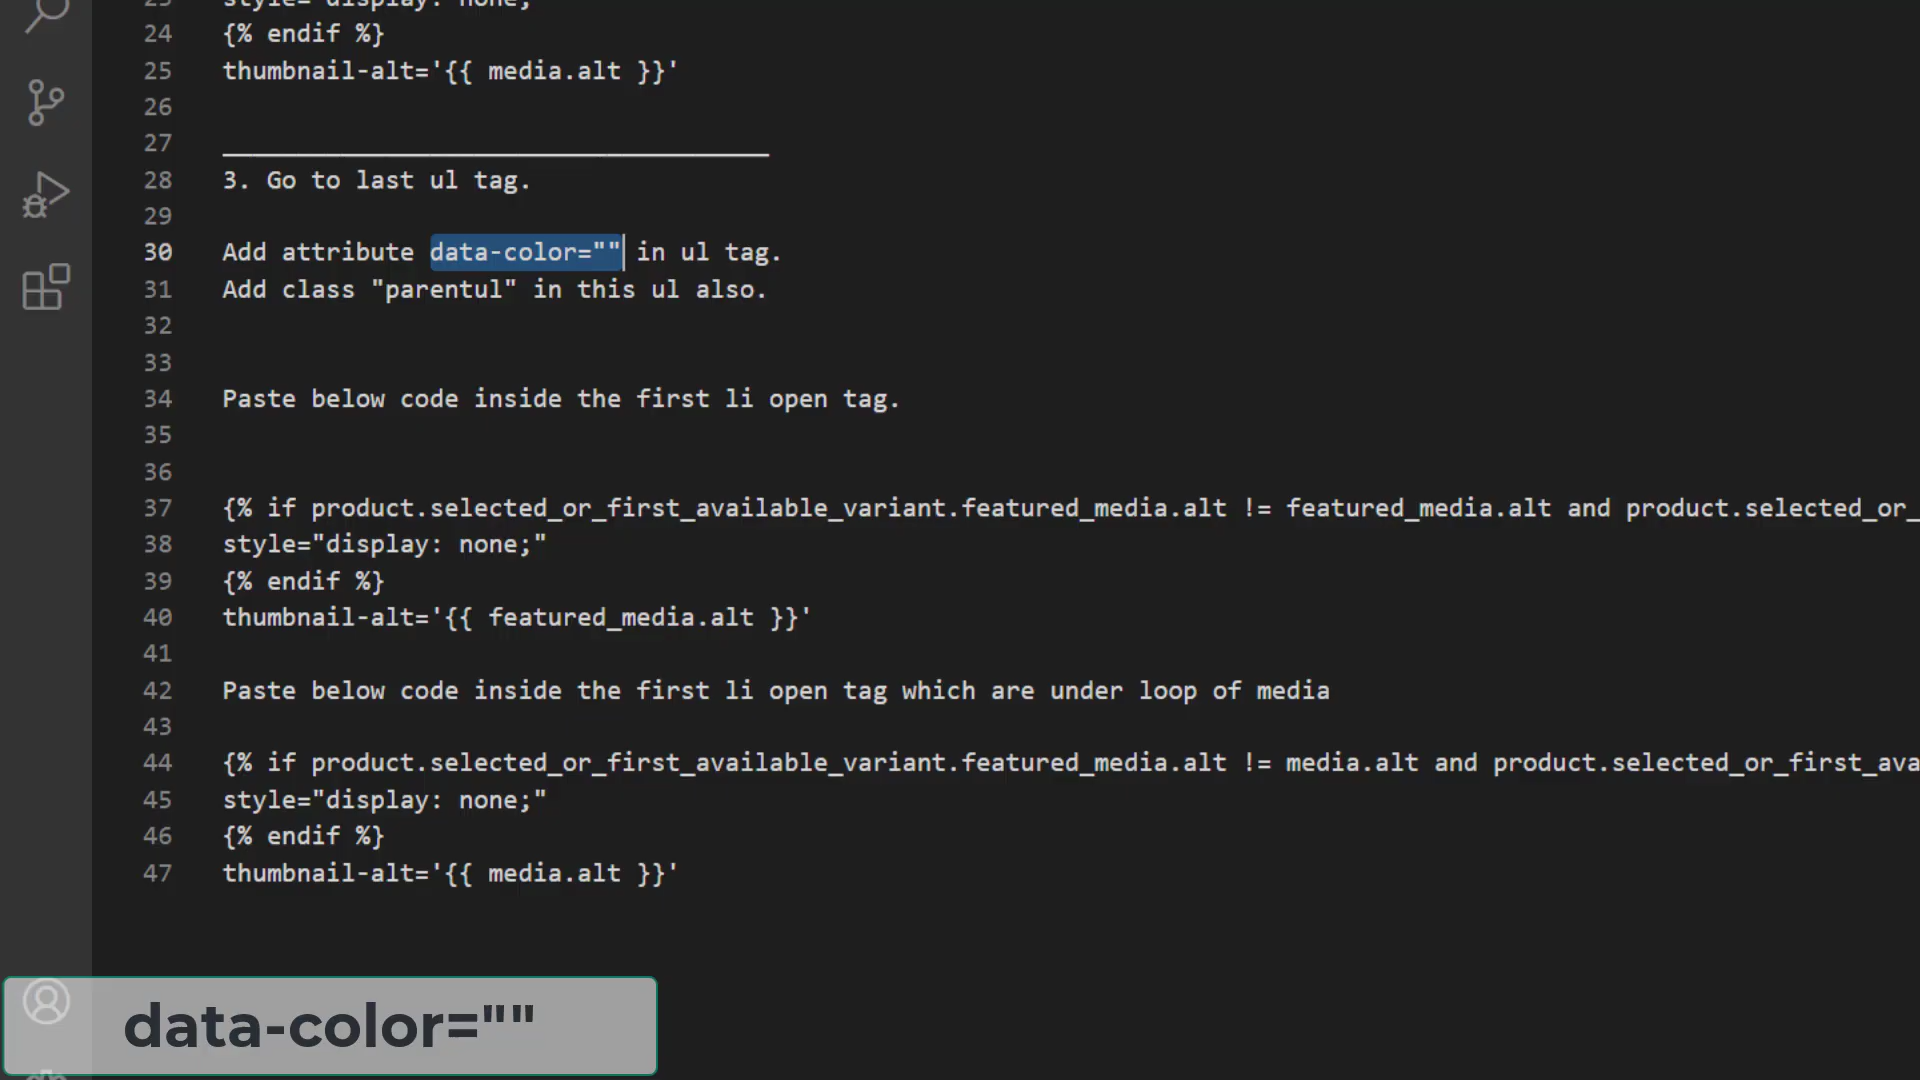 23 style="display: none;"
24 {% endif %}
25 thumbnail-alt='{{ media.alt }}'
26
27 _____________________________________
28 3. Go to last ul tag.
29
30 Add attribute data-color="" in ul tag.
31 Add class "parentul" in this ul also.
32
33
34 Paste below code inside the first li open tag.
35
36
37 {% if product.selected_or_first_available_variant.featured_media.alt != featured_media.alt and product.selected_or_
38 style="display: none;"
39 {% endif %}
40 thumbnail-alt='{{ featured_media.alt }}'
41
42 Paste below code inside the first li open tag which are under loop of media
43
44 {% if product.selected_or_first_available_variant.featured_media.alt != media.alt and product.selected_or_first_ava
45 style="display: none;"
46 {% endif %}
47 thumbnail-alt='{{ media.alt }}'
data-color=""